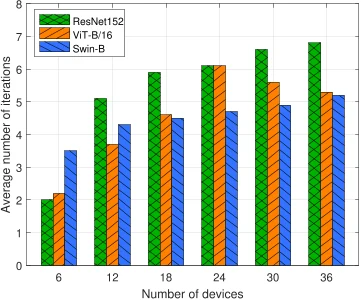 8
7
6
5
4
3
2
1
0
Average number of iterations
ResNet152
ViT-B/16
Swin-B
6 12 18 24 30 36
Number of devices